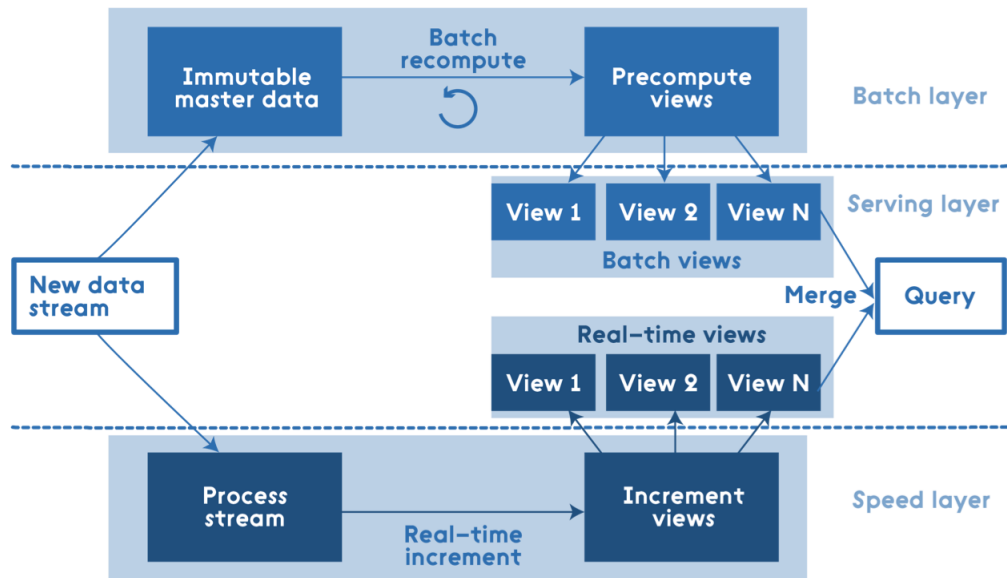 Batch
recompute
Immutable
master data
Precompute
views
Batch layer
View 1
View 2
View N
Serving layer
Batch views
New data
stream
Merge
Query
Real-time views
View 1
View 2
View N
Process
stream
Increment
views
Speed layer
Real-time
increment